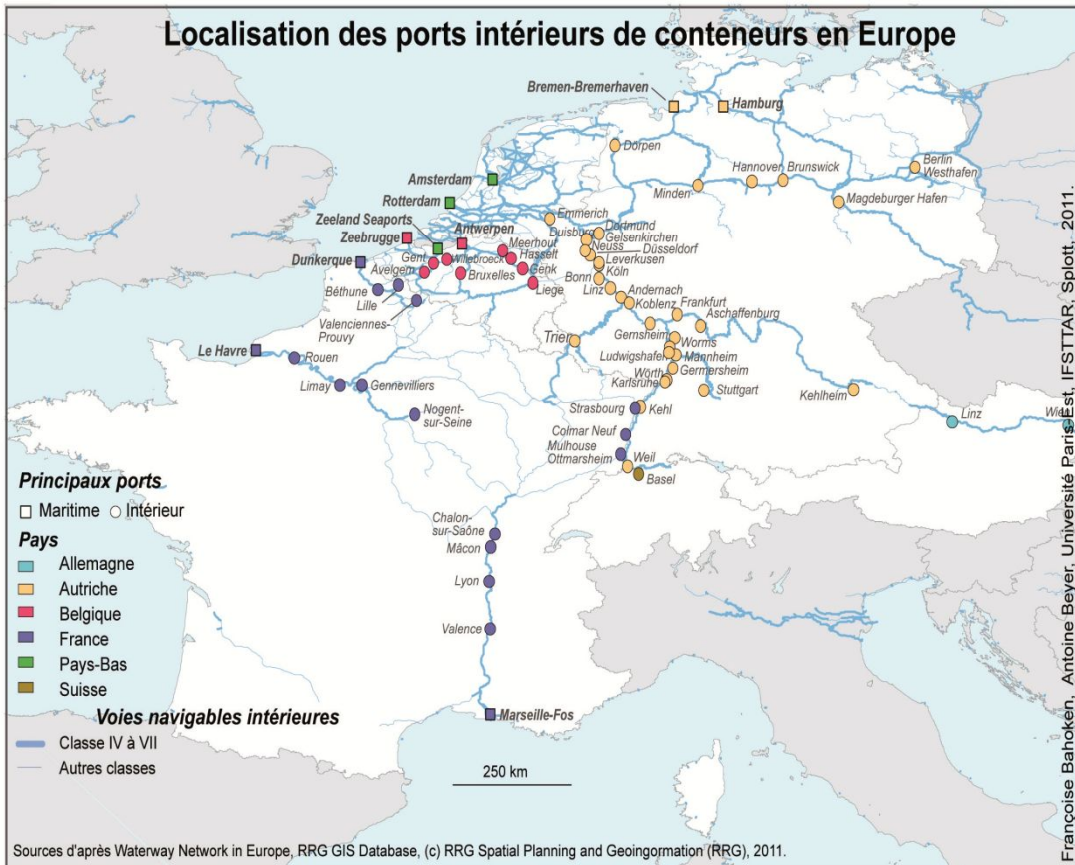 Localisation des ports intérieurs de conteneurs en Europe
Bremen-Bremerhaven
Hamburg
Dörpen
Hannover
Brunswick
Berlin
Westhafen
Minden
Magdeburger Hafen
Amsterdam
Rotterdam
Zeeland Seaports
Zeebrugge
Antwerpen
Dunkerque
Emmerich
Duisburg
Dortmund
Gelsenkirchen
Neuss
Düsseldorf
Leverkusen
Köln
Bonn
Linz
Andernach
Koblenz
Frankfurt
Aschaffenburg
Meerhout
Hasselt
Genk
Liege
Gent
Willebroeck
Bruxelles
Avelgem
Béthune
Lille
Valenciennes-
Prouvy
Trier
Gernsheim
Worms
Ludwigshafen
Mannheim
Germersheim
Wörth
Karlsruhe
Stuttgart
Kehlheim
Linz
Wien
Le Havre
Rouen
Limay
Gennevilliers
Nogent-
sur-Seine
Strasbourg
Kehl
Colmar Neuf
Mulhouse
Ottmarsheim
Weil
Basel
Chalon-
sur-Saône
Mâcon
Lyon
Valence
Marseille-Fos
Principaux ports
Maritime
Intérieur
Pays
Allemagne
Autriche
Belgique
France
Pays-Bas
Suisse
Voies navigables intérieures
Classe IV à VII
Autres classes
250 km
Sources d'après Waterway Network in Europe, RRG GIS Database, (c) RRG Spatial Planning and Geoingormation (RRG), 2011.
Françoise Bahoken, Antoine Beyer, Université Paris-Est, IFSTTAR, Splott, 2011.